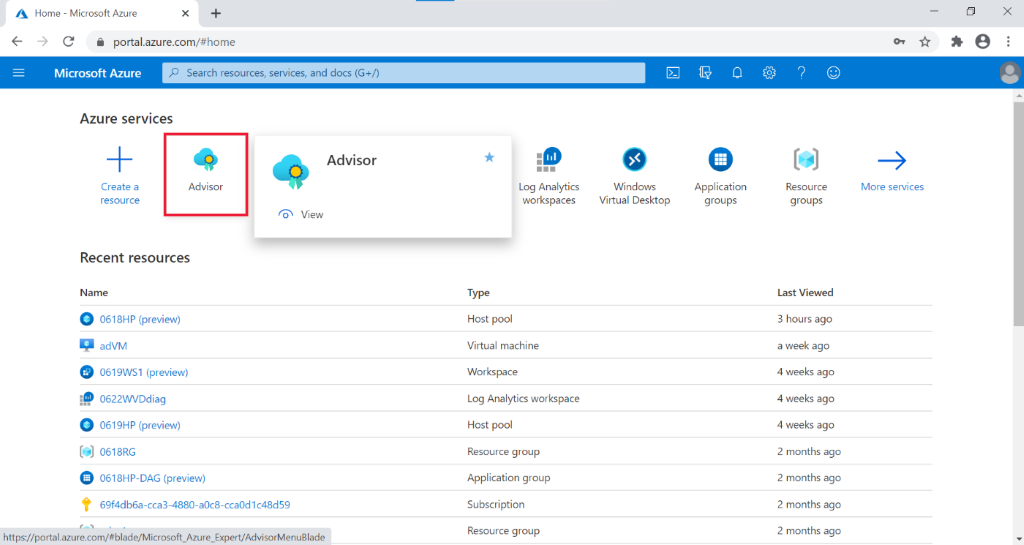 Home - Microsoft Azure
portal.azure.com/#home
Microsoft Azure
Search resources, services, and docs (G+/)
Azure services
Create a
resource
Advisor
Advisor
View
Log Analytics
workspaces
Windows
Virtual Desktop
Application
groups
Resource
groups
More services
Recent resources
Name Type Last Viewed
0618HP (preview) Host pool 3 hours ago
adVM Virtual machine a week ago
0619WS1 (preview) Workspace 4 weeks ago
0622WVDdiag Log Analytics workspace 4 weeks ago
0619HP (preview) Host pool 4 weeks ago
0618RG Resource group 2 months ago
0618HP-DAG (preview) Application group 2 months ago
69f4db6a-cca3-4880-a0c8-cca0d1c48d59 Subscription 2 months ago
Resource group 2 months ago
https://portal.azure.com/#blade/Microsoft_Azure_Expert/AdvisorMenuBlade